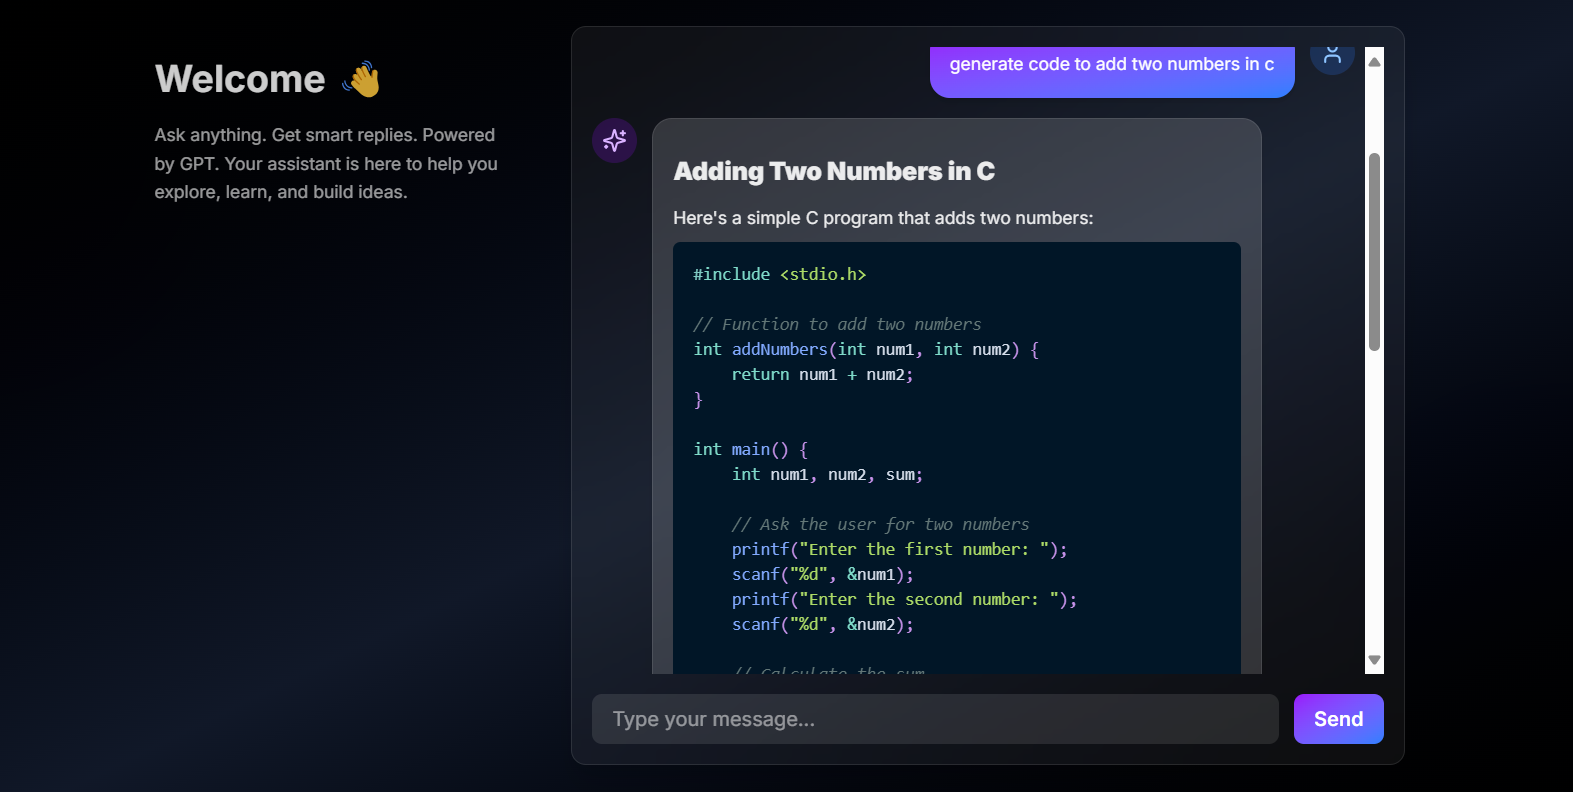 Welcome 👋
Ask anything. Get smart replies. Powered
by GPT. Your assistant is here to help you
explore, learn, and build ideas.
generate code to add two numbers in c
Adding Two Numbers in C
Here's a simple C program that adds two numbers:
#include <stdio.h>
// Function to add two numbers
int addNumbers(int num1, int num2) {
    return num1 + num2;
}
int main() {
    int num1, num2, sum;
    // Ask the user for two numbers
    printf("Enter the first number: ");
    scanf("%d", &num1);
    printf("Enter the second number: ");
    scanf("%d", &num2);
    // Calculate the sum
Type your message...
Send